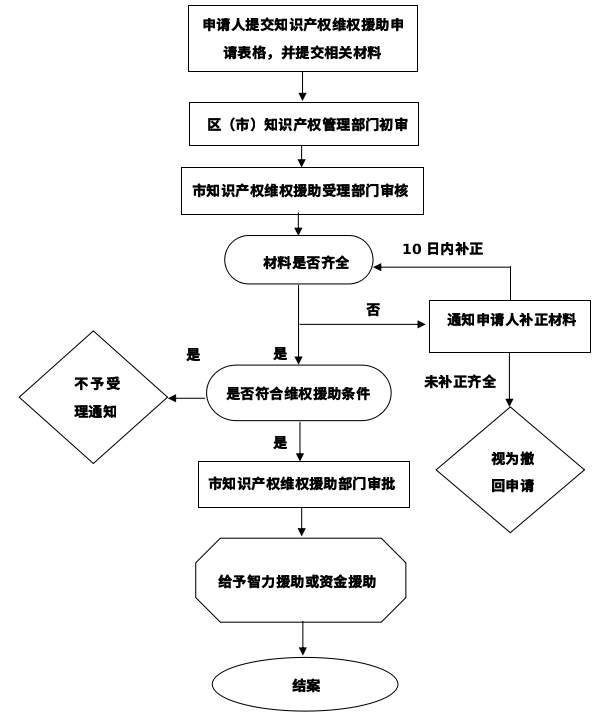 申请人提交知识产权维权援助申
请表格，并提交相关材料
区（市）知识产权管理部门初审
市知识产权维权援助受理部门审核
材料是否齐全
10 日内补正
否
通知申请人补正材料
是
是
不予受
理通知
是否符合维权援助条件
未补正齐全
是
视为撤
回申请
市知识产权维权援助部门审批
给予智力援助或资金援助
结案